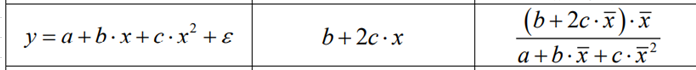 y = a + b · x + c · x² + ε
b + 2c · x
(b + 2c · x̅) · x̅
a + b · x̅ + c · x̅²